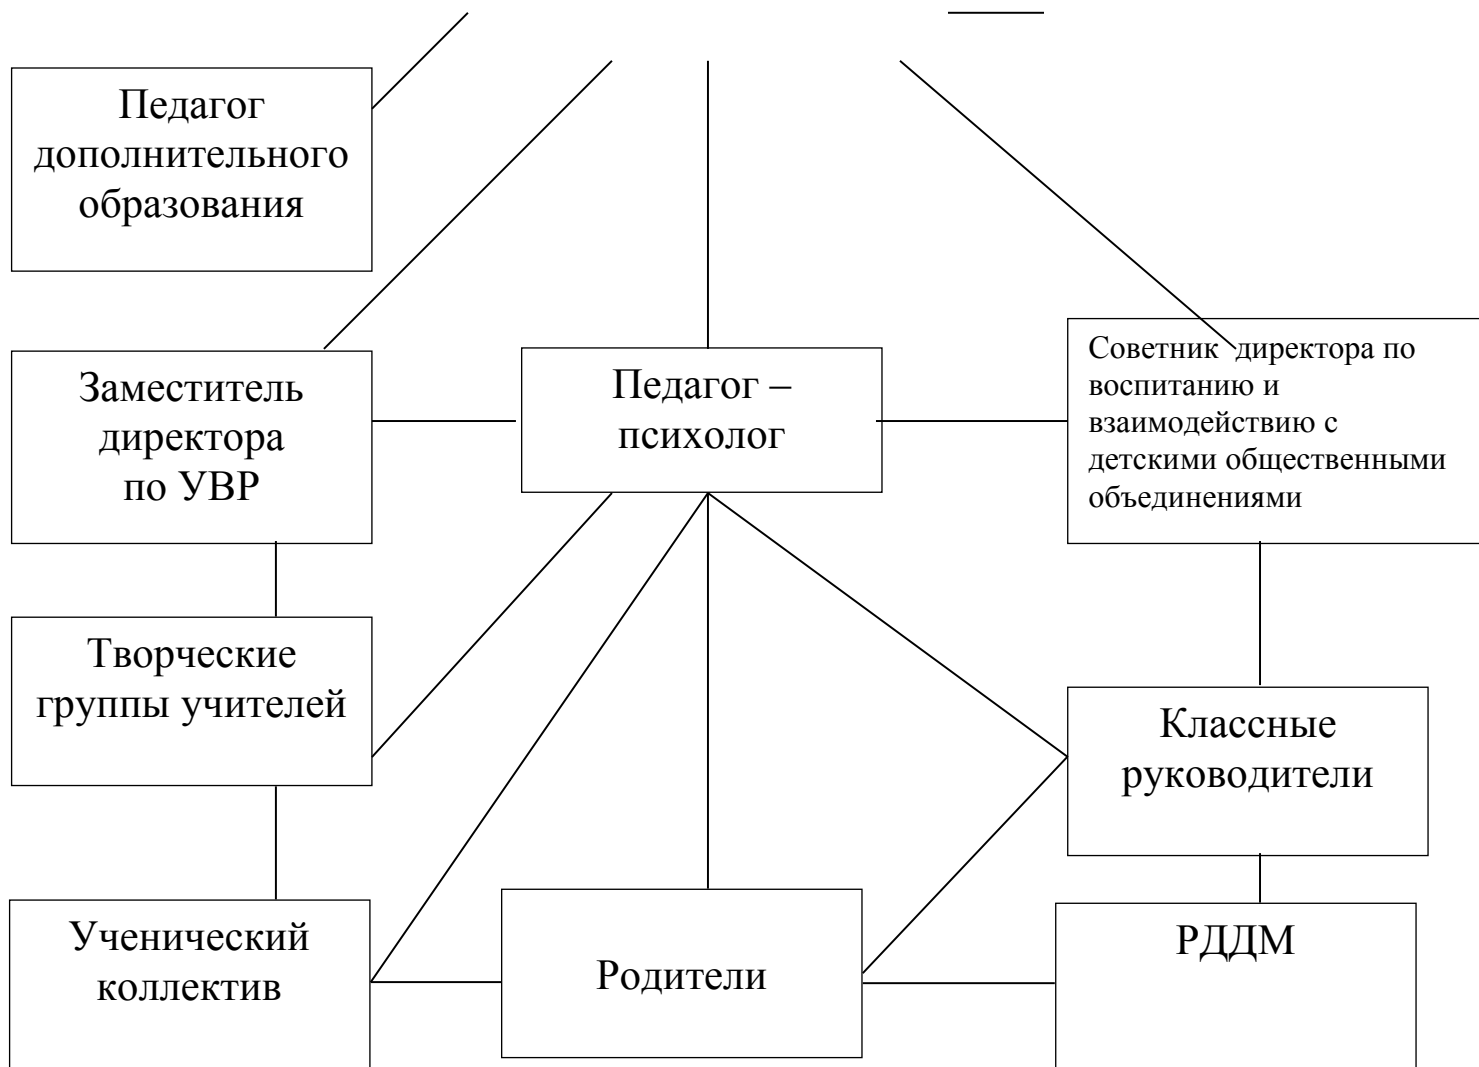 Педагог
дополнительного
образования
Заместитель
директора
по УВР
Педагог –
психолог
Советник директора по
воспитанию и
взаимодействию с
детскими общественными
объединениями
Творческие
группы учителей
Классные
руководители
Ученический
коллектив
Родители
РДДМ